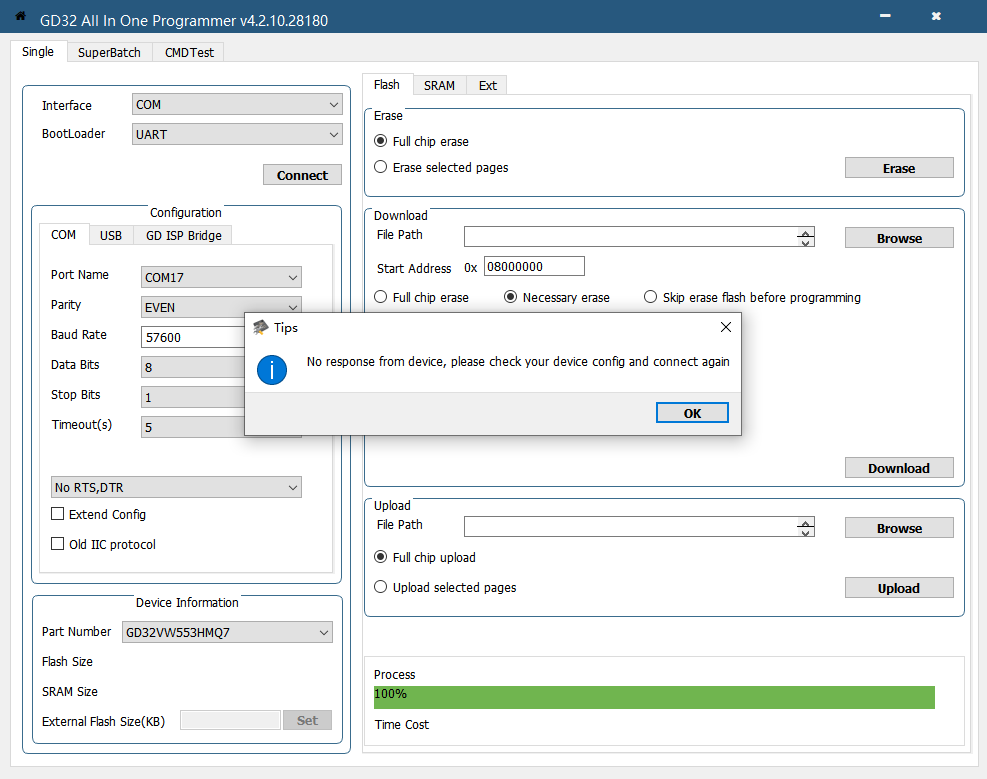 GD32 All In One Programmer v4.2.10.28180
Single SuperBatch CMDTest
Interface COM
BootLoader UART
Connect
Configuration
COM USB GD ISP Bridge
Port Name COM17
Parity EVEN
Baud Rate 57600
Data Bits 8
Stop Bits 1
Timeout(s) 5
No RTS,DTR
Extend Config
Old IIC protocol
Device Information
Part Number GD32VW553HMQ7
Flash Size
SRAM Size
External Flash Size(KB) Set
Flash SRAM Ext
Erase
Full chip erase
Erase selected pages Erase
Download
File Path Browse
Start Address 0x 08000000
Full chip erase Necessary erase Skip erase flash before programming
Tips
No response from device, please check your device config and connect again
OK
Download
Upload
File Path Browse
Full chip upload
Upload selected pages Upload
Process
100%
Time Cost